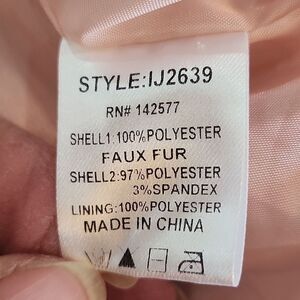 STYLE:IJ2639
RN# 142577
SHELL1:100%POLYESTER
FAUX FUR
SHELL2:97%POLYESTER
3%SPANDEX
LINING:100%POLYESTER
MADE IN CHINA